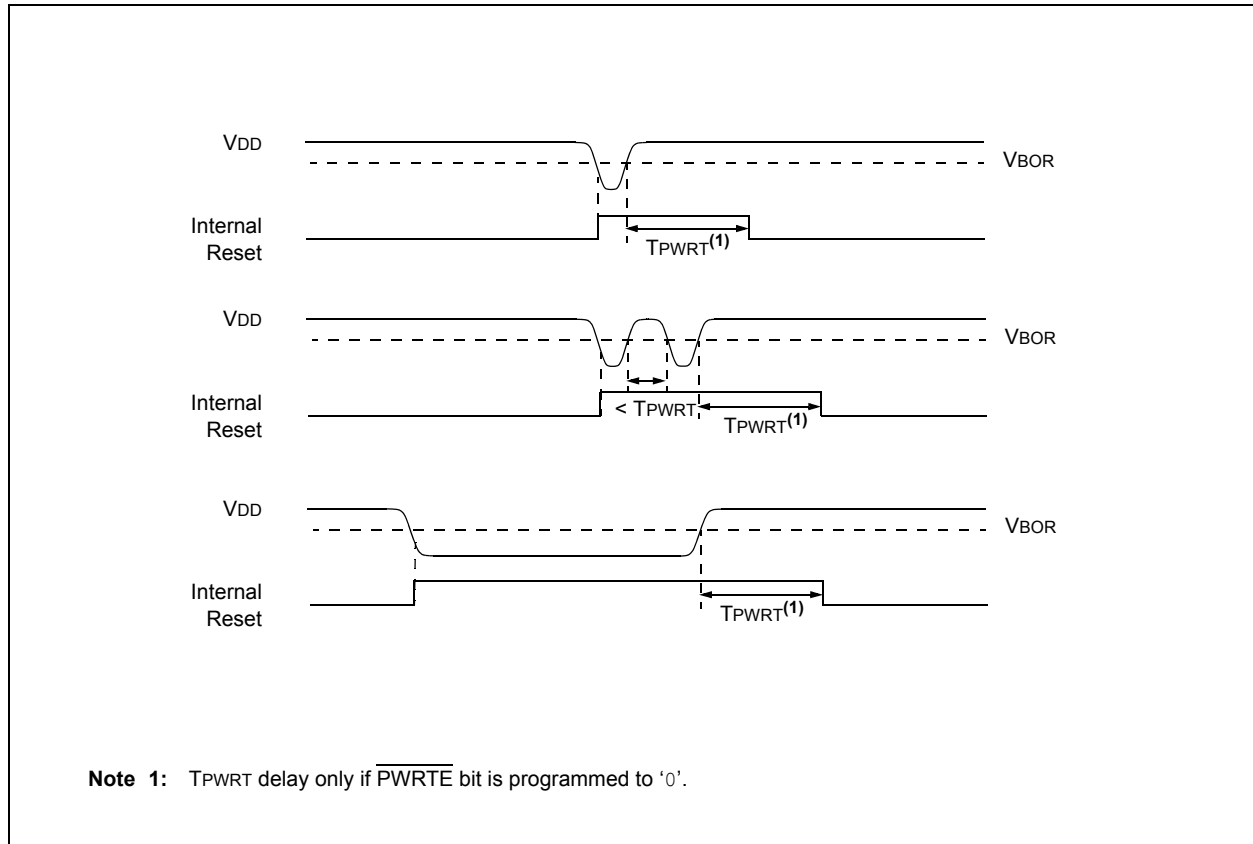 VDD
VBOR
Internal
Reset
TPWRT(1)
VDD
VBOR
Internal
Reset
< TPWRT
TPWRT(1)
VDD
VBOR
Internal
Reset
TPWRT(1)
Note 1: TPWRT delay only if PWRTE bit is programmed to ‘0’.